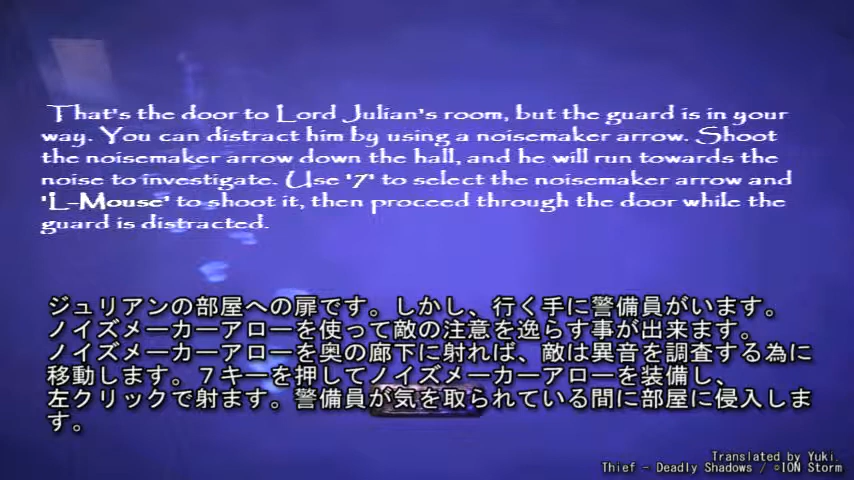 That's the door to Lord Julian's room, but the guard is in your
way. You can distract him by using a noisemaker arrow. Shoot
the noisemaker arrow down the hall, and he will run towards the
noise to investigate. Use '7' to select the noisemaker arrow and
'L-Mouse' to shoot it, then proceed through the door while the
guard is distracted.
ジュリアンの部屋への扉です。しかし、行く手に警備員がいます。
ノイズメーカーアローを使って敵の注意を逸らす事が出来ます。
ノイズメーカーアローを奥の廊下に射れば、敵は異音を調査する為に
移動します。７キーを押してノイズメーカーアローを装備し、
左クリックで射ます。警備員が気を取られている間に部屋に侵入しま
す。
Translated by Yuki.
Thief - Deadly Shadows / ©ION Storm